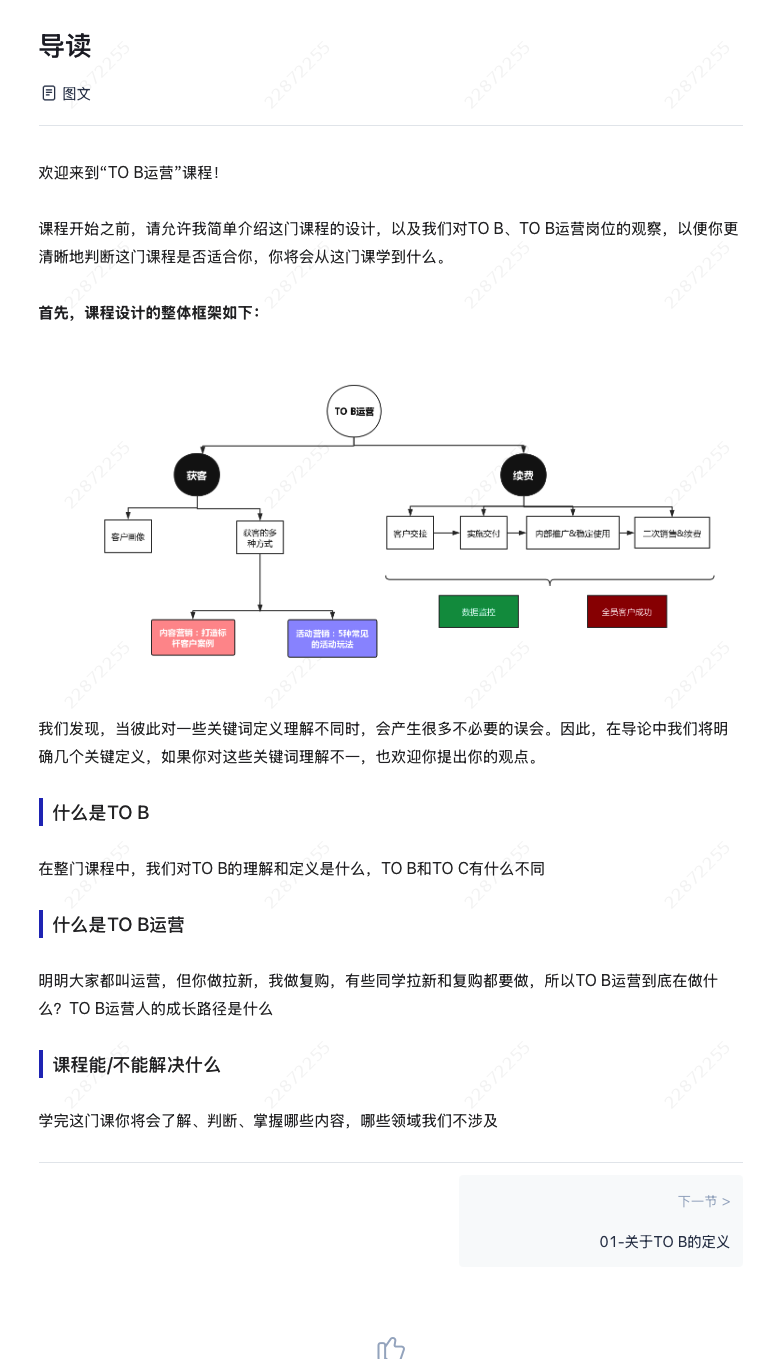 导读
图文
欢迎来到“TO B运营”课程！
课程开始之前，请允许我简单介绍这门课程的设计，以及我们对TO B、TO B运营岗位的观察，以便你更
清晰地判断这门课程是否适合你，你将会从这门课学到什么。
首先，课程设计的整体框架如下：
TO B运营
获客
续费
客户画像
获客的多
种方式
客户交接
实施交付
内部推广&稳定使用
二次销售&续费
内容营销：打造标
杆客户案例
活动营销：5种常见
的活动玩法
数据监控
全员客户成功
我们发现，当彼此对一些关键词定义理解不同时，会产生很多不必要的误会。因此，在导论中我们将明
确几个关键定义，如果你对这些关键词理解不一，也欢迎你提出你的观点。
什么是TO B
在整门课程中，我们对TO B的理解和定义是什么，TO B和TO C有什么不同
什么是TO B运营
明明大家都叫运营，但你做拉新，我做复购，有些同学拉新和复购都要做，所以TO B运营到底在做什
么？TO B运营人的成长路径是什么
课程能/不能解决什么
学完这门课你将会了解、判断、掌握哪些内容，哪些领域我们不涉及
下一节 >
01-关于TO B的定义
22872255